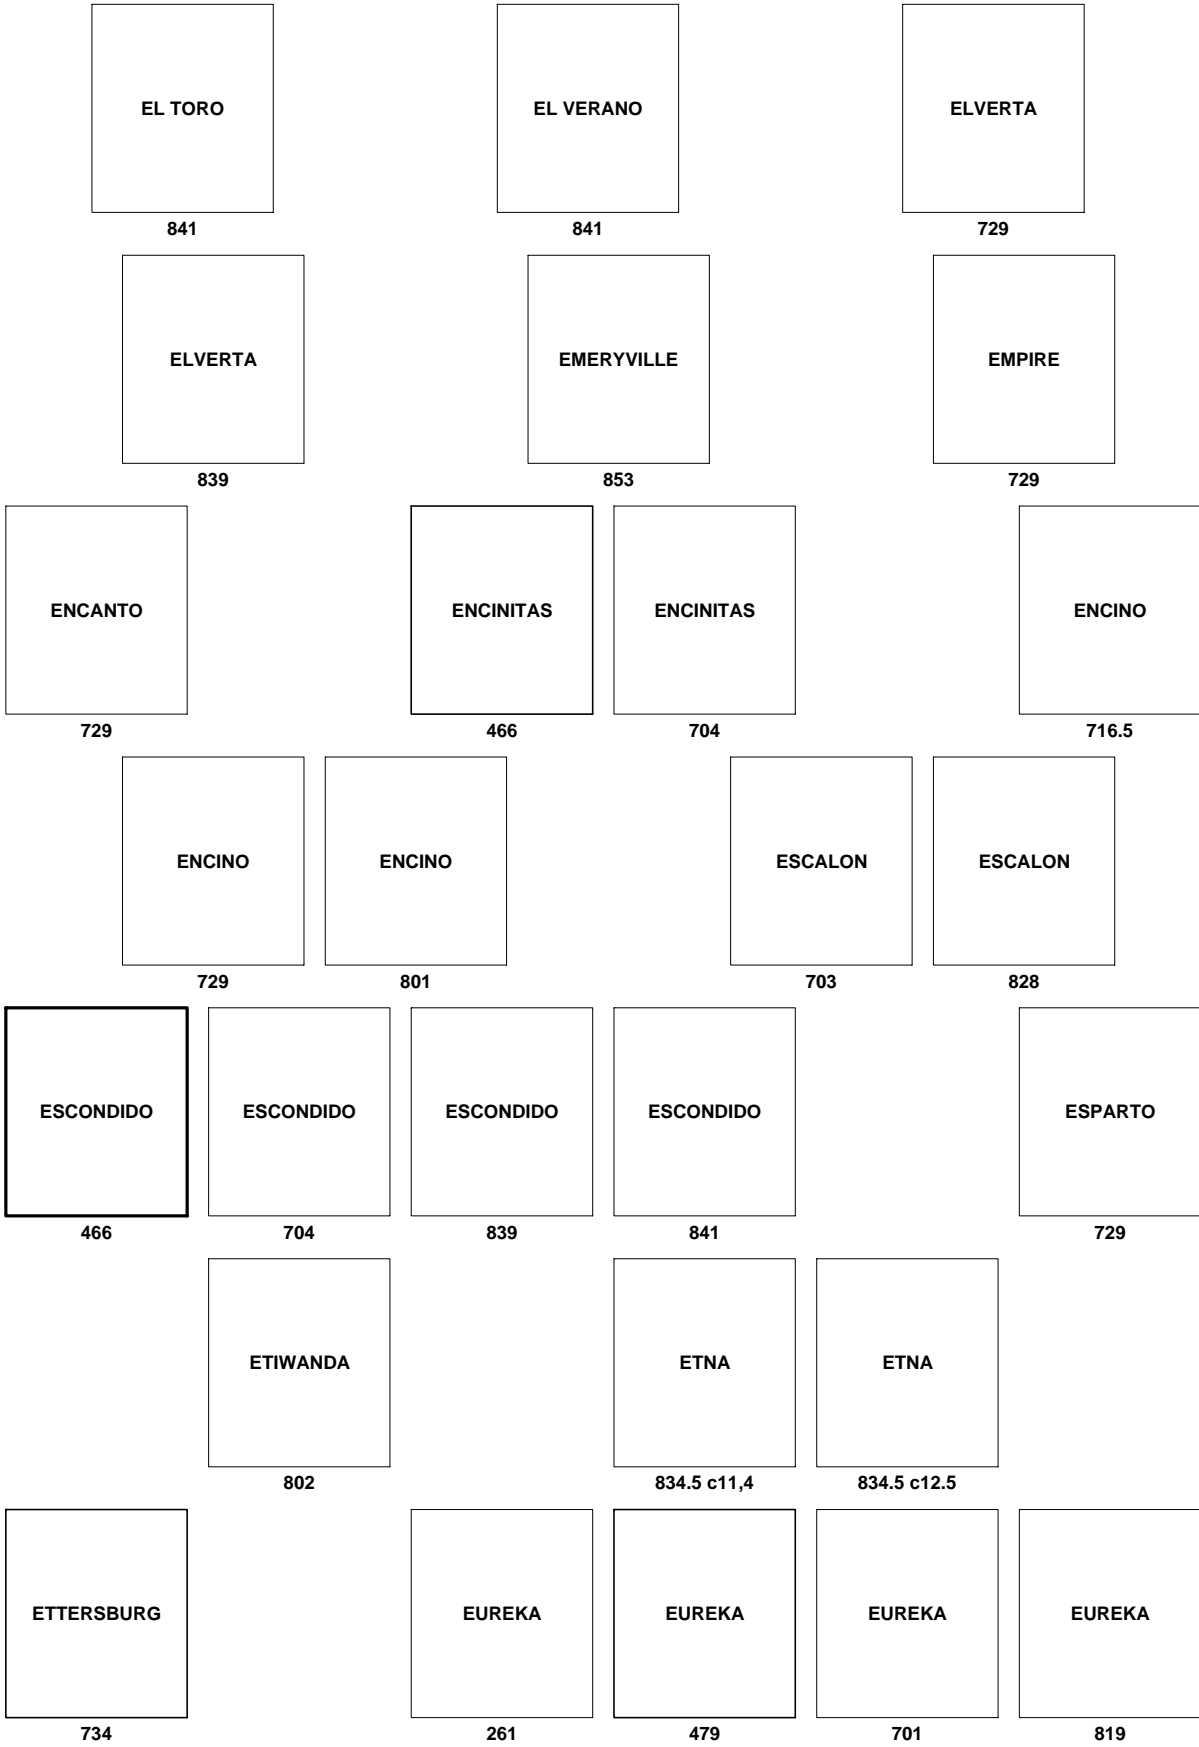 EL TORO EL VERANO ELVERTA
841 841 729
ELVERTA EMERYVILLE EMPIRE
839 853 729
ENCANTO ENCINITAS ENCINITAS ENCINO
729 466 704 716.5
ENCINO ENCINO ESCALON ESCALON
729 801 703 828
ESCONDIDO ESCONDIDO ESCONDIDO ESCONDIDO ESPARTO
466 704 839 841 729
ETIWANDA ETNA ETNA
802 834.5 c11,4 834.5 c12.5
ETTERSBURG EUREKA EUREKA EUREKA EUREKA
734 261 479 701 819